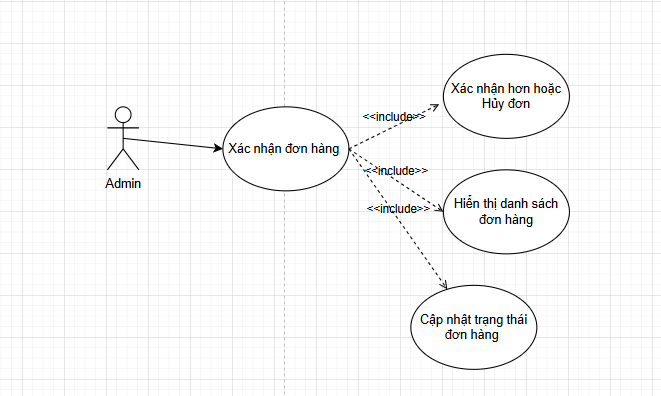 Admin
Xác nhận đơn hàng
<<include>>
<<include>>
<<include>>
Xác nhận hơn hoặc
Hủy đơn
Hiển thị danh sách
đơn hàng
Cập nhật trạng thái
đơn hàng